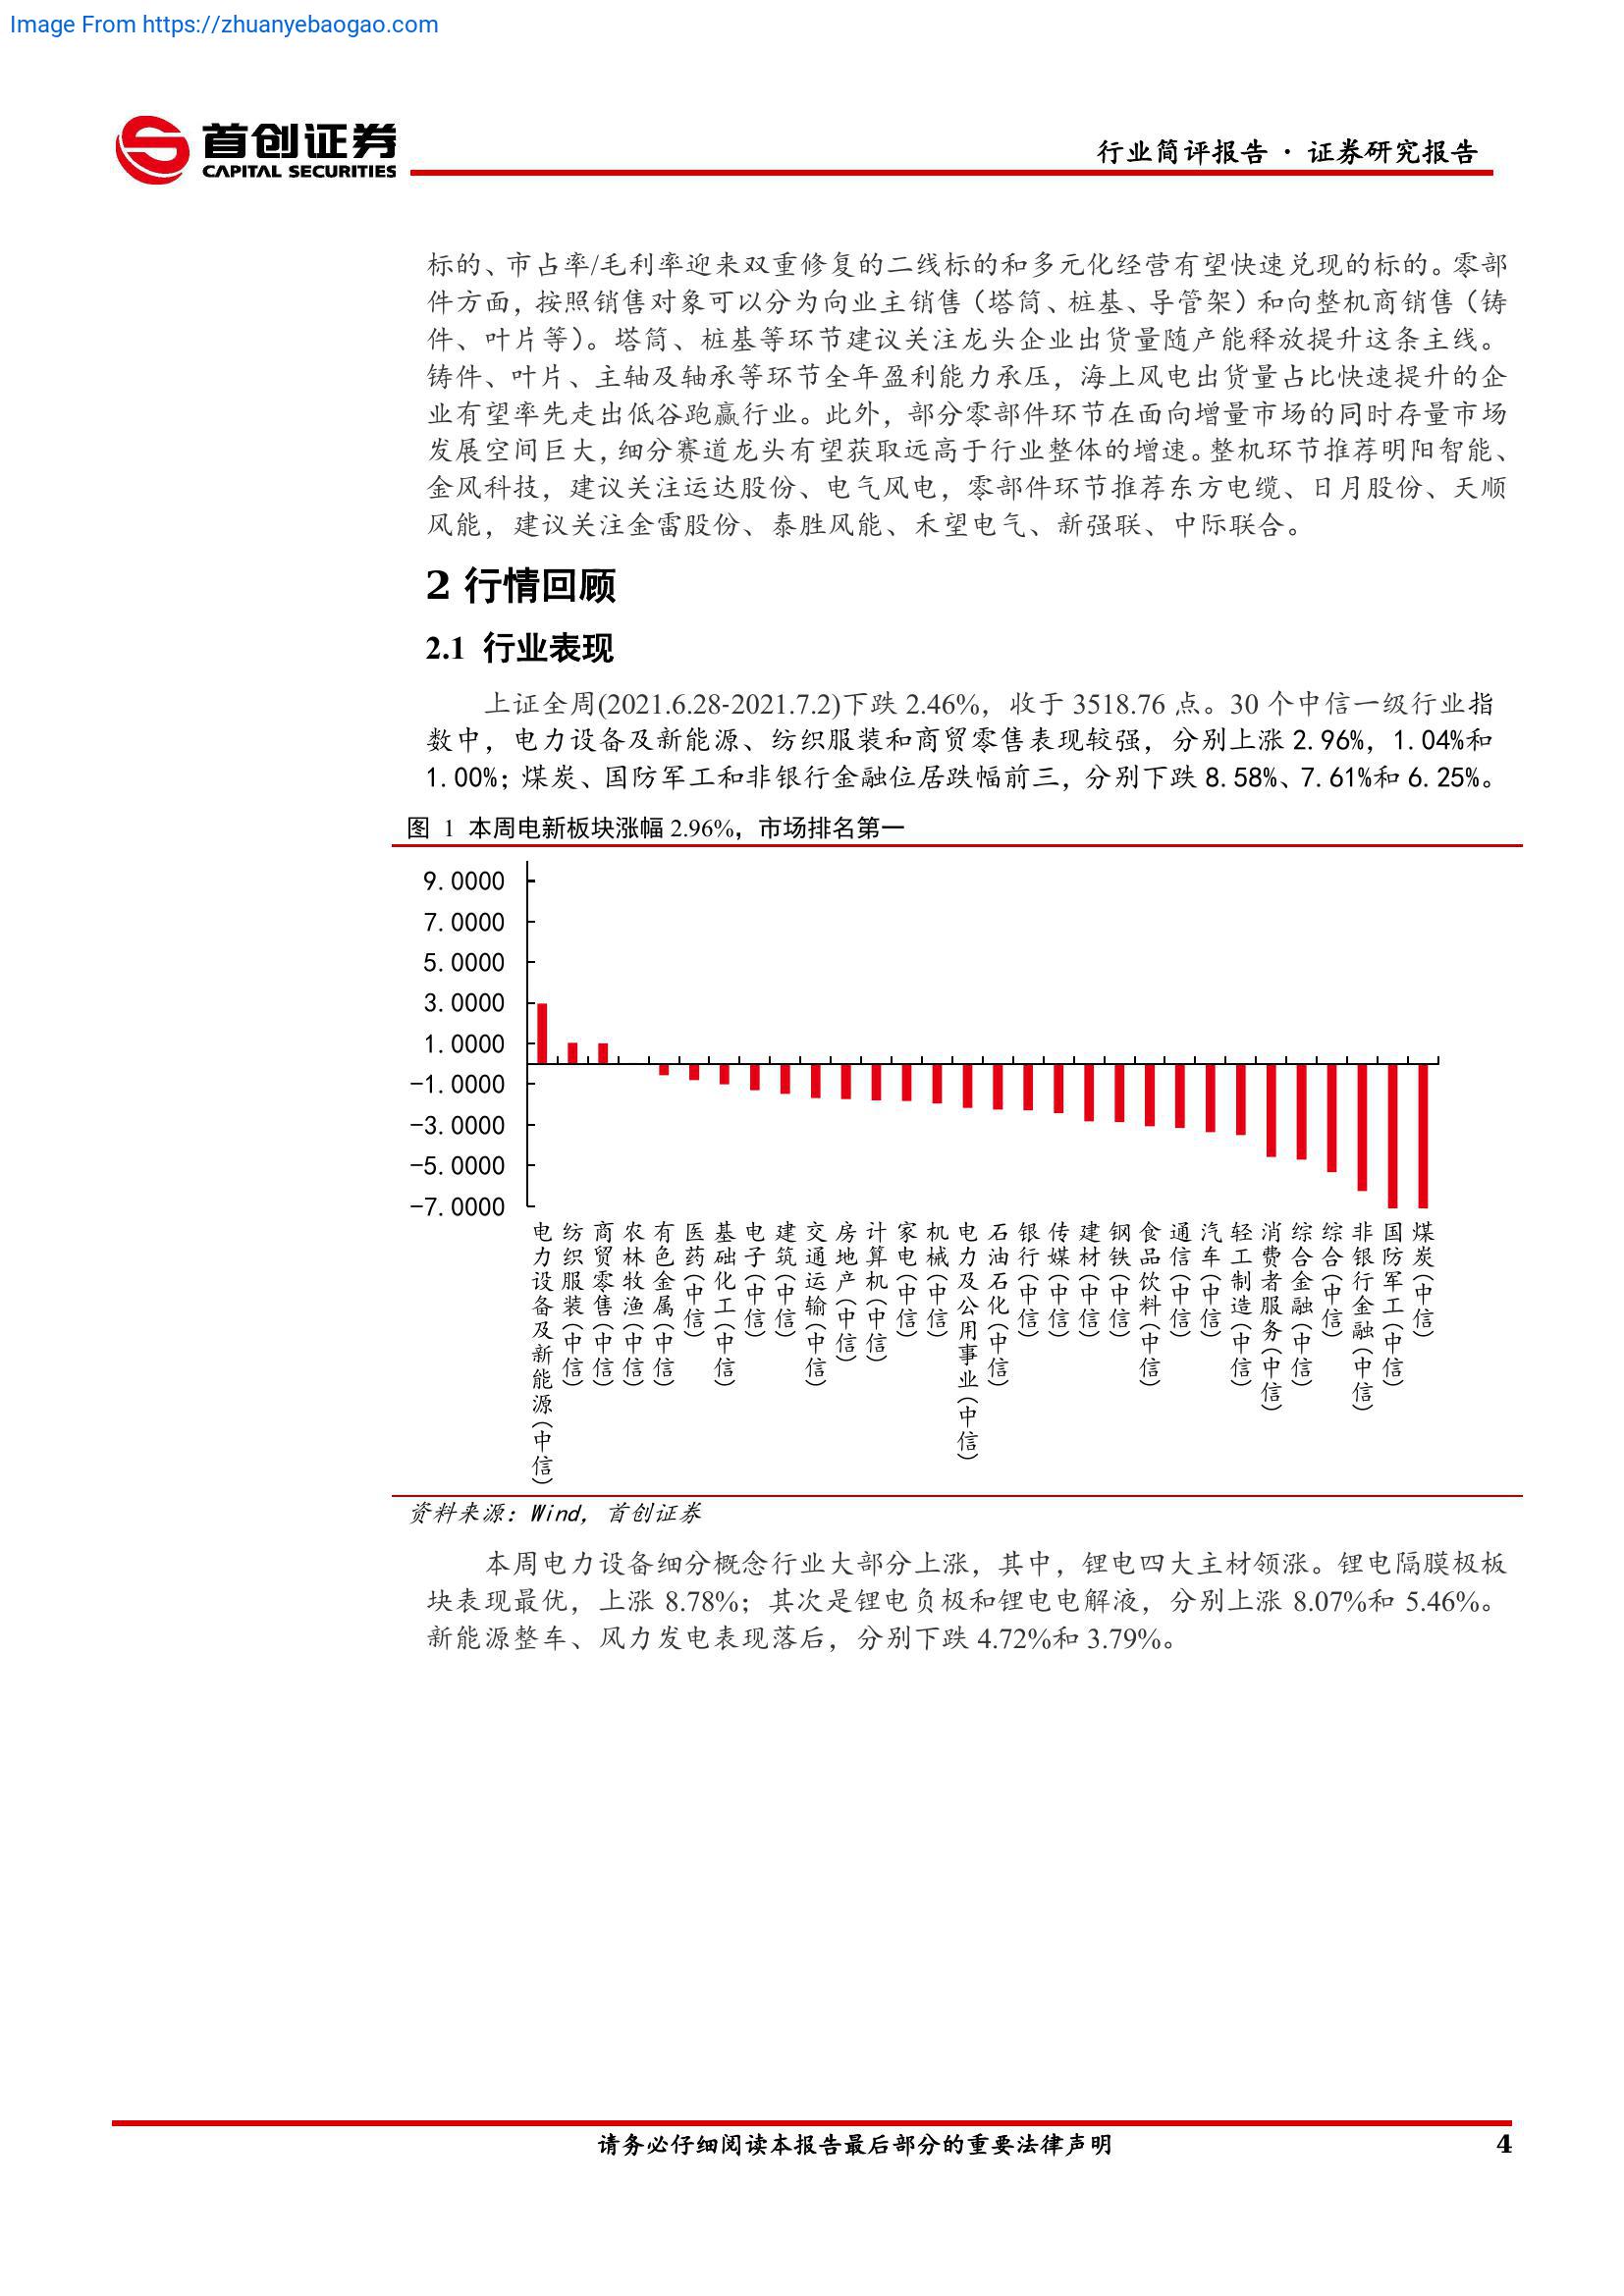 Image From https://zhuanyebaogao.com
首创证券
CAPITAL SECURITIES
行业简评报告·证券研究报告
标的、市占率/毛利率迎来双重修复的二线标的和多元化经营有望快速兑现的标的。零部
件方面，按照销售对象可以分为向业主销售（塔筒、桩基、导管架）和向整机商销售（铸
件、叶片等）。塔筒、桩基等环节建议关注龙头企业出货量随产能释放提升这条主线。
铸件、叶片、主轴及轴承等环节全年盈利能力承压，海上风电出货量占比快速提升的企
业有望率先走出低谷跑赢行业。此外，部分零部件环节在面向增量市场的同时存量市场
发展空间巨大，细分赛道龙头有望获取远高于行业整体的增速。整机环节推荐明阳智能、
金风科技，建议关注运达股份、电气风电，零部件环节推荐东方电缆、日月股份、天顺
风能，建议关注金雷股份、泰胜风能、禾望电气、新强联、中际联合。
2 行情回顾
2.1 行业表现
上证全周(2021.6.28-2021.7.2)下跌 2.46%，收于 3518.76 点。30 个中信一级行业指
数中，电力设备及新能源、纺织服装和商贸零售表现较强，分别上涨 2.96%，1.04%和
1.00%；煤炭、国防军工和非银行金融位居跌幅前三，分别下跌 8.58%、7.61%和 6.25%。
图 1 本周电新板块涨幅 2.96%，市场排名第一
9.0000
7.0000
5.0000
3.0000
1.0000
-1.0000
-3.0000
-5.0000
-7.0000
电力设备及新能源(中信)
纺织服装(中信)
商贸零售(中信)
农林牧渔(中信)
有色金属(中信)
医药(中信)
基础化工(中信)
电子(中信)
建筑(中信)
交通运输(中信)
房地产(中信)
计算机(中信)
家电(中信)
机械(中信)
电力及公用事业(中信)
石油石化(中信)
银行(中信)
传媒(中信)
建材(中信)
钢铁(中信)
食品饮料(中信)
通信(中信)
汽车(中信)
轻工制造(中信)
消费者服务(中信)
综合金融(中信)
综合(中信)
非银行金融(中信)
国防军工(中信)
煤炭(中信)
资料来源：Wind，首创证券
本周电力设备细分概念行业大部分上涨，其中，锂电四大主材领涨。锂电隔膜极板
块表现最优，上涨 8.78%；其次是锂电负极和锂电电解液，分别上涨 8.07%和 5.46%。
新能源整车、风力发电表现落后，分别下跌 4.72%和 3.79%。
请务必仔细阅读本报告最后部分的重要法律声明
4